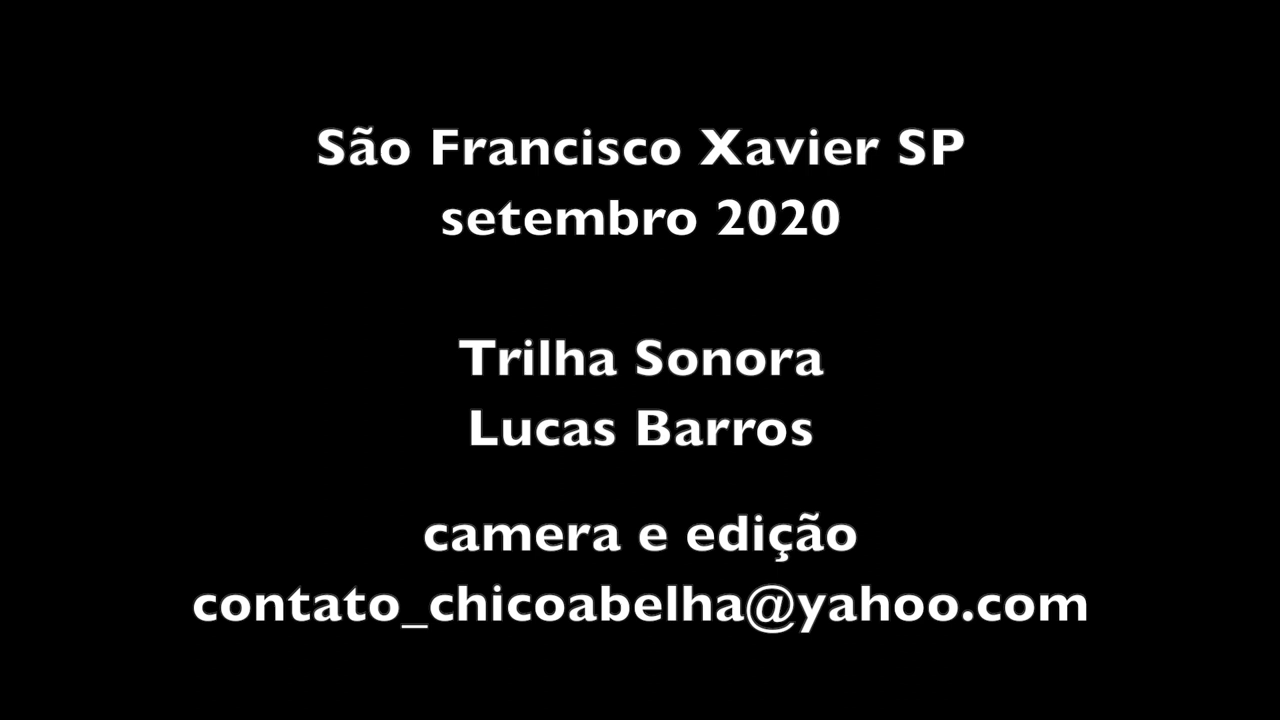 São Francisco Xavier SP
setembro 2020
Trilha Sonora
Lucas Barros
camera e edição
contato_chicoabelha@yahoo.com